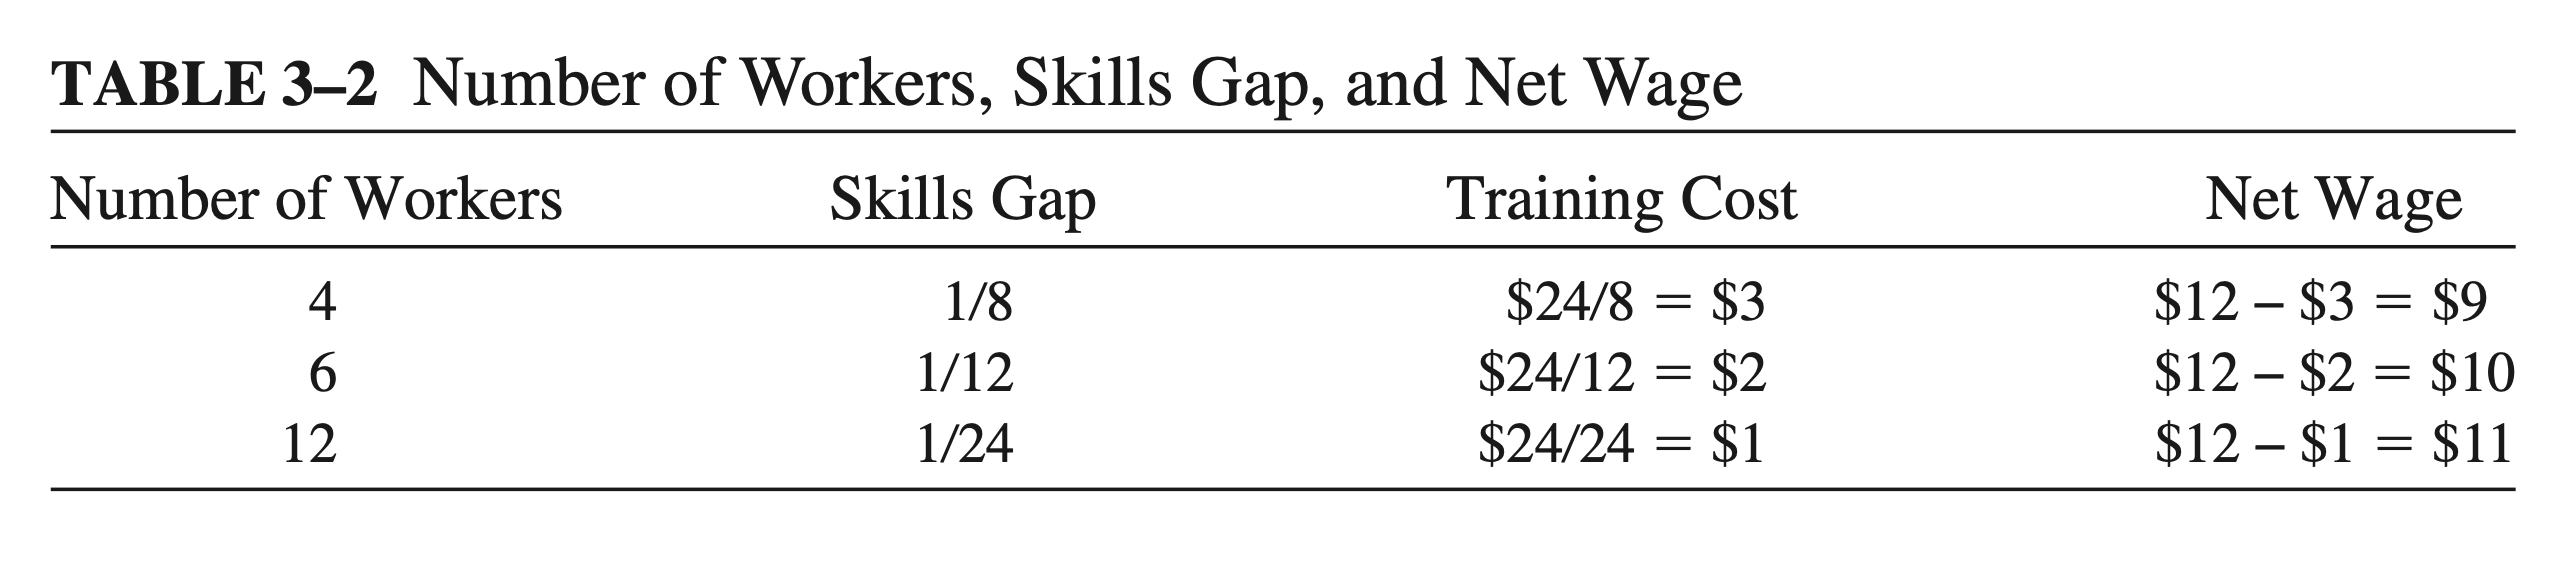 TABLE 3–2 Number of Workers, Skills Gap, and Net Wage
Number of Workers Skills Gap Training Cost Net Wage
4 1/8 $24/8 = $3 $12 – $3 = $9
6 1/12 $24/12 = $2 $12 – $2 = $10
12 1/24 $24/24 = $1 $12 – $1 = $11